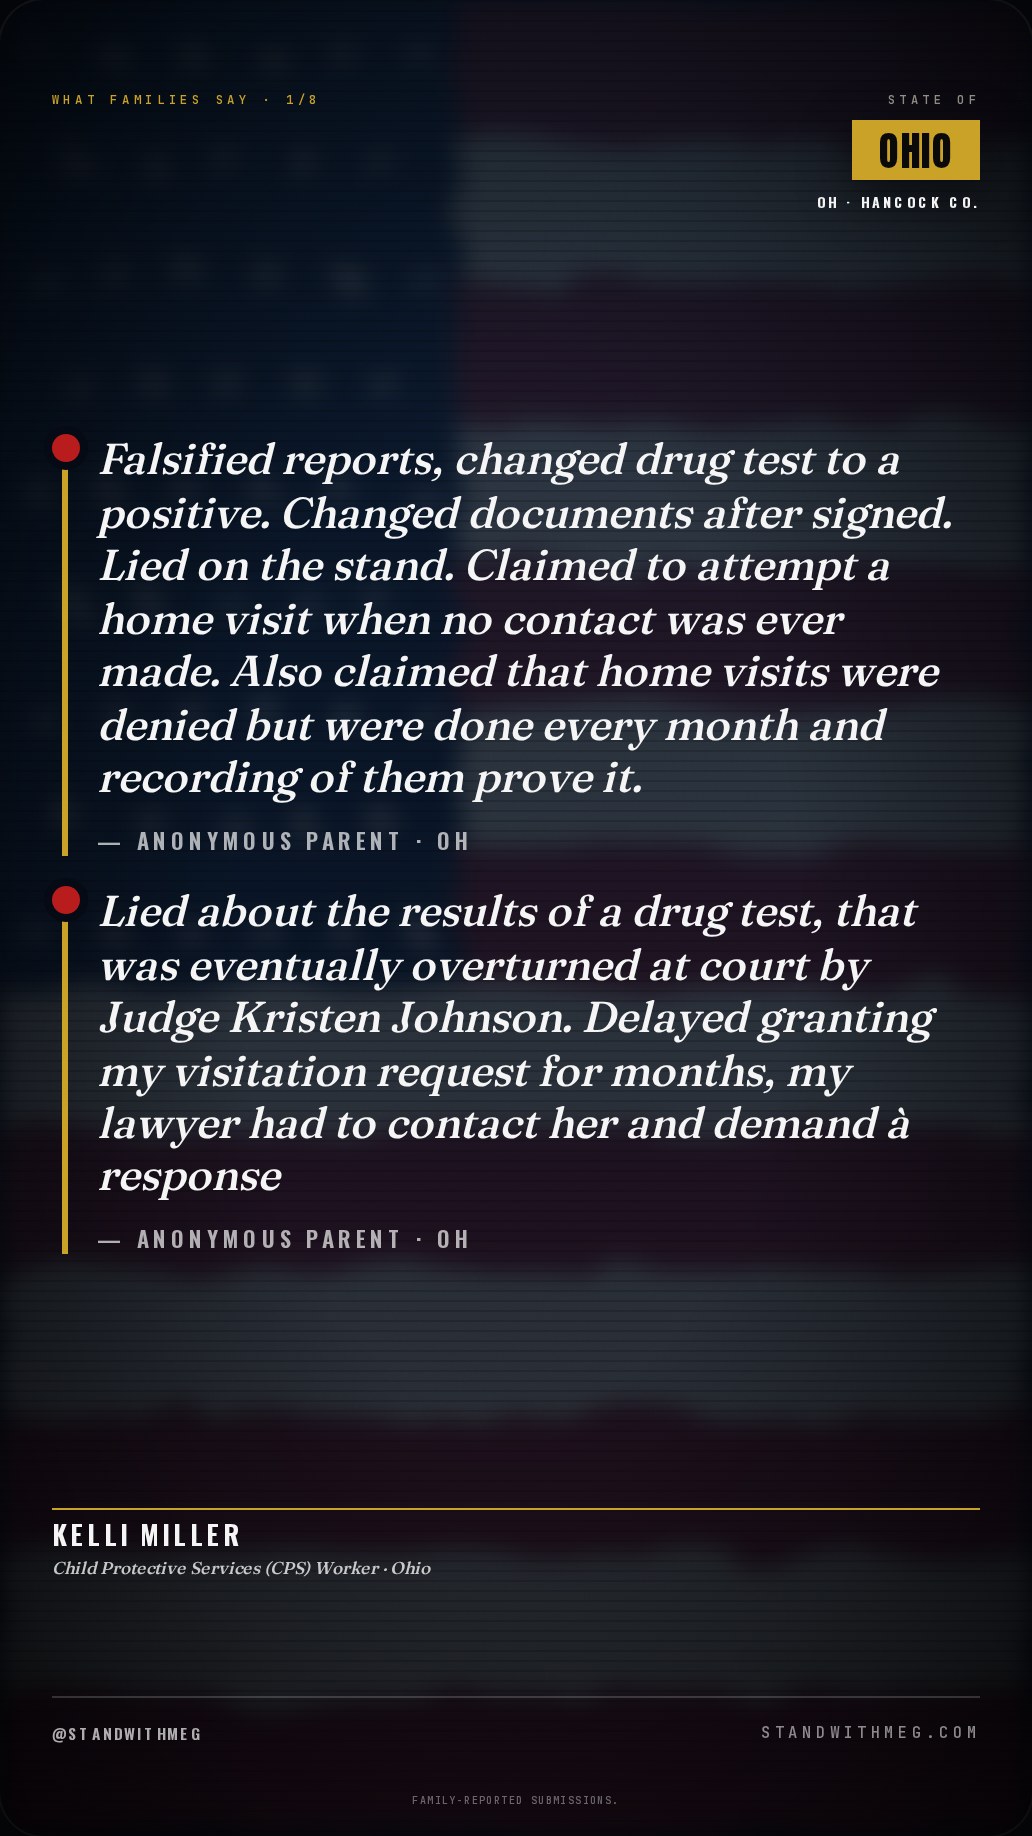 WHAT FAMILIES SAY · 1/8
STATE OF
OHIO
OH · HANCOCK CO.
Falsified reports, changed drug test to a
positive. Changed documents after signed.
Lied on the stand. Claimed to attempt a
home visit when no contact was ever
made. Also claimed that home visits were
denied but were done every month and
recording of them prove it.
— ANONYMOUS PARENT · OH
Lied about the results of a drug test, that
was eventually overturned at court by
Judge Kristen Johnson. Delayed granting
my visitation request for months, my
lawyer had to contact her and demand à
response
— ANONYMOUS PARENT · OH
KELLI MILLER
Child Protective Services (CPS) Worker · Ohio
@STANDWITHMEG
STANDWITHMEG.COM
FAMILY-REPORTED SUBMISSIONS.